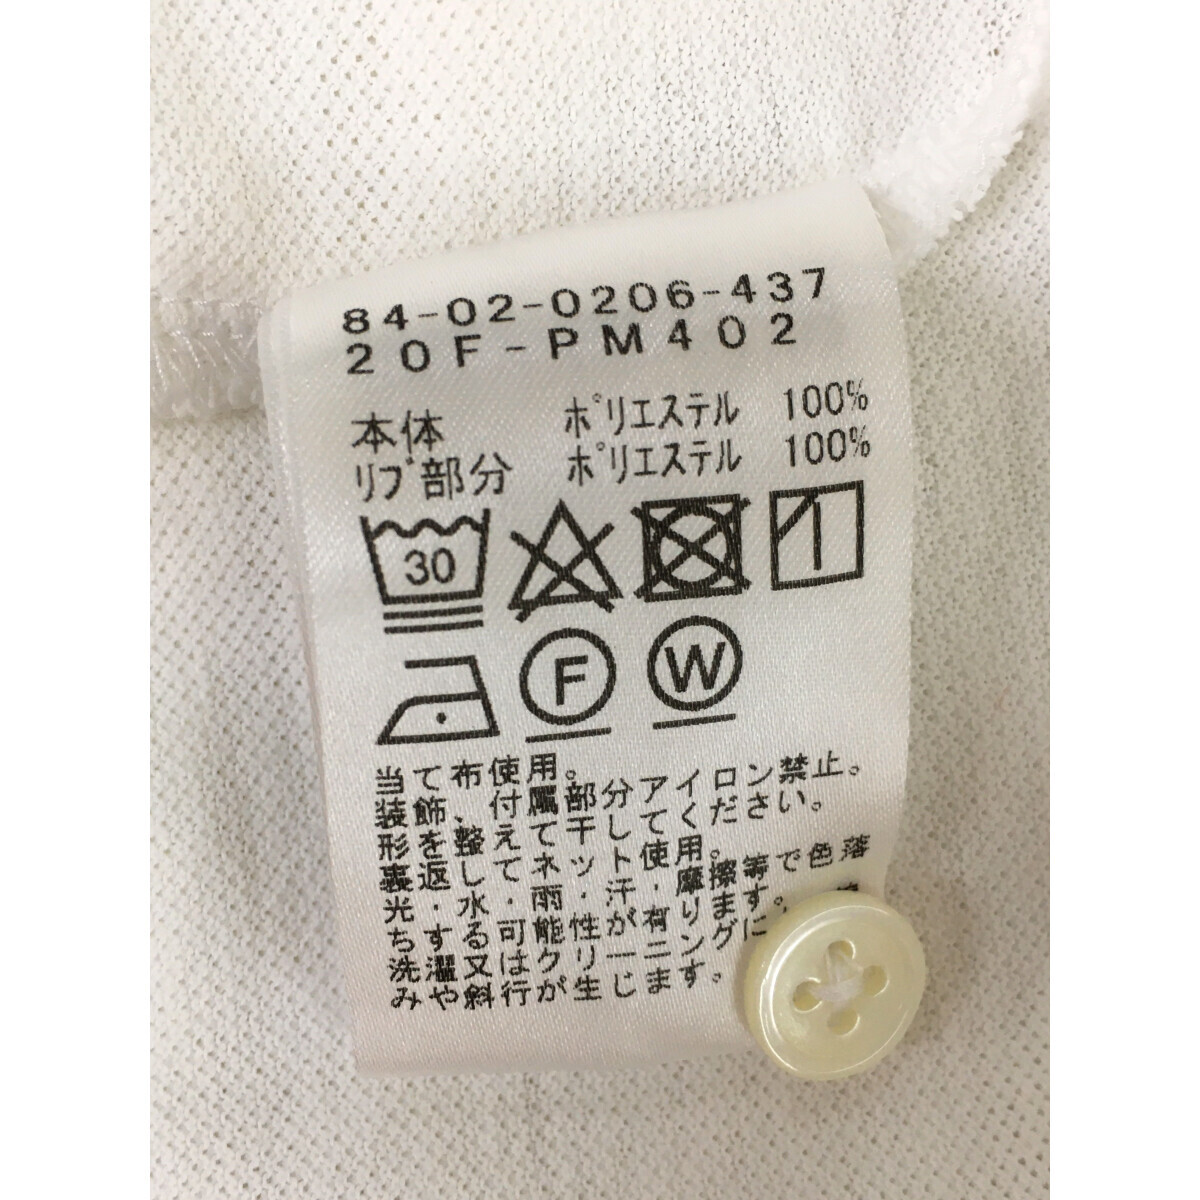 84-02-0206-437
20F-PM402
本体 ポリエステル 100%
リブ部分 ポリエステル 100%
30
F W
当て布使用。
装飾、付属部分アイロン禁止。
形を整えて干してください。
裏返してネット使用。
光・水・雨・汗・摩擦等で色落
ちする可能性が有ります。
洗濯又はクリーニングに
みや斜行が生じます。